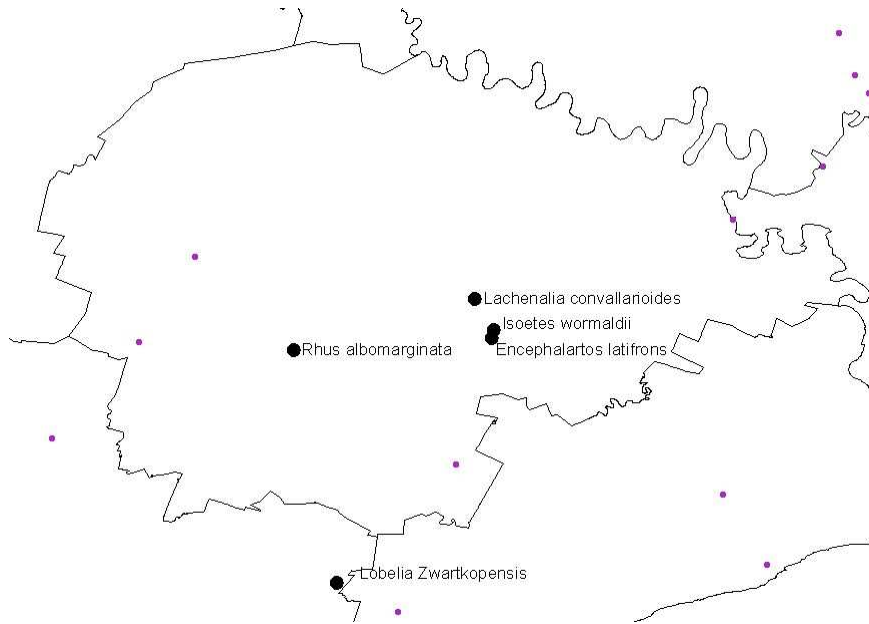 Lachenalia convallarioides
Isoetes wormaldii
Rhus albomarginata
Encephalartos latifrons
Lobelia Zwartkopensis